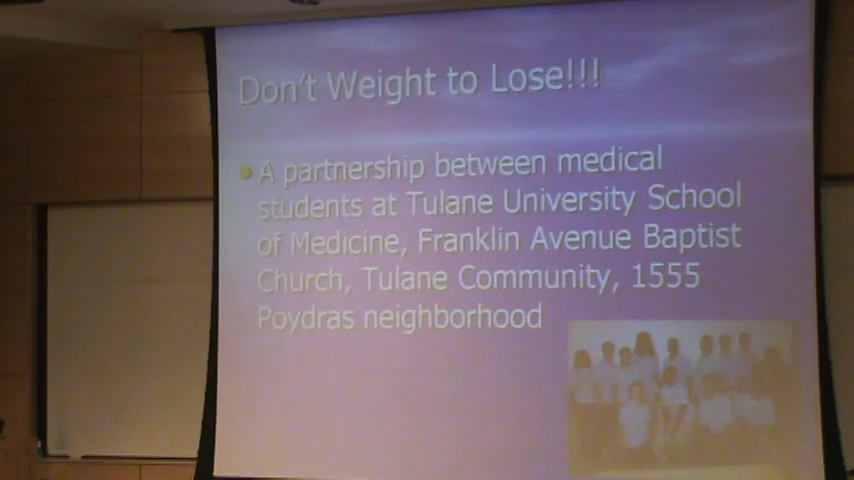 Don't Weight to Lose!!!
A partnership between medical
students at Tulane University School
of Medicine, Franklin Avenue Baptist
Church, Tulane Community, 1555
Poydras neighborhood